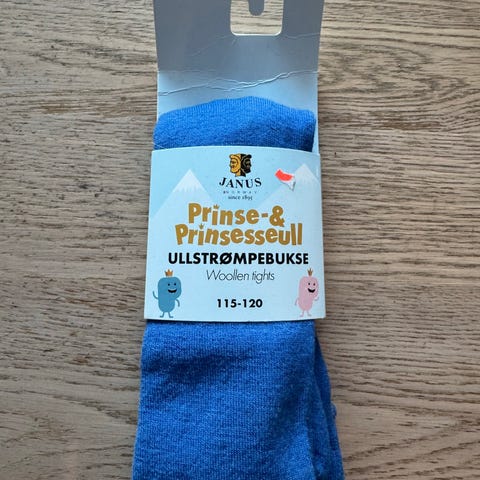 JANUS
NORWAY
since 1895
Prinse-&
Prinsesseull
ULLSTRØMPEBUKSE
Woollen tights
115-120